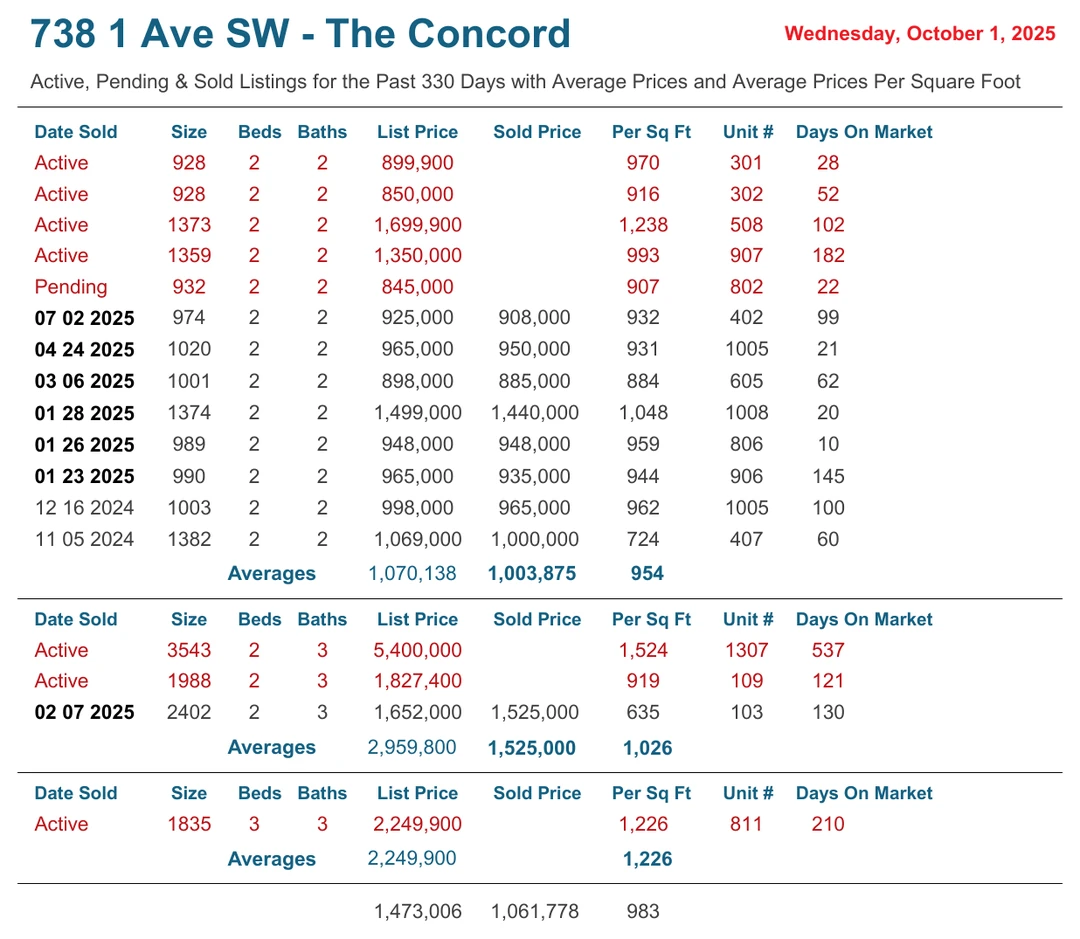 738 1 Ave SW - The Concord
Wednesday, October 1, 2025
Active, Pending & Sold Listings for the Past 330 Days with Average Prices and Average Prices Per Square Foot
Date Sold Size Beds Baths List Price Sold Price Per Sq Ft Unit # Days On Market
Active 928 2 2 899,900 970 301 28
Active 928 2 2 850,000 916 302 52
Active 1373 2 2 1,699,900 1,238 508 102
Active 1359 2 2 1,350,000 993 907 182
Pending 932 2 2 845,000 907 802 22
07 02 2025 974 2 2 925,000 908,000 932 402 99
04 24 2025 1020 2 2 965,000 950,000 931 1005 21
03 06 2025 1001 2 2 898,000 885,000 884 605 62
01 28 2025 1374 2 2 1,499,000 1,440,000 1,048 1008 20
01 26 2025 989 2 2 948,000 948,000 959 806 10
01 23 2025 990 2 2 965,000 935,000 944 906 145
12 16 2024 1003 2 2 998,000 965,000 962 1005 100
11 05 2024 1382 2 2 1,069,000 1,000,000 724 407 60
Averages 1,070,138 1,003,875 954
Date Sold Size Beds Baths List Price Sold Price Per Sq Ft Unit # Days On Market
Active 3543 2 3 5,400,000 1,524 1307 537
Active 1988 2 3 1,827,400 919 109 121
02 07 2025 2402 2 3 1,652,000 1,525,000 635 103 130
Averages 2,959,800 1,525,000 1,026
Date Sold Size Beds Baths List Price Sold Price Per Sq Ft Unit # Days On Market
Active 1835 3 3 2,249,900 1,226 811 210
Averages 2,249,900 1,226
1,473,006 1,061,778 983